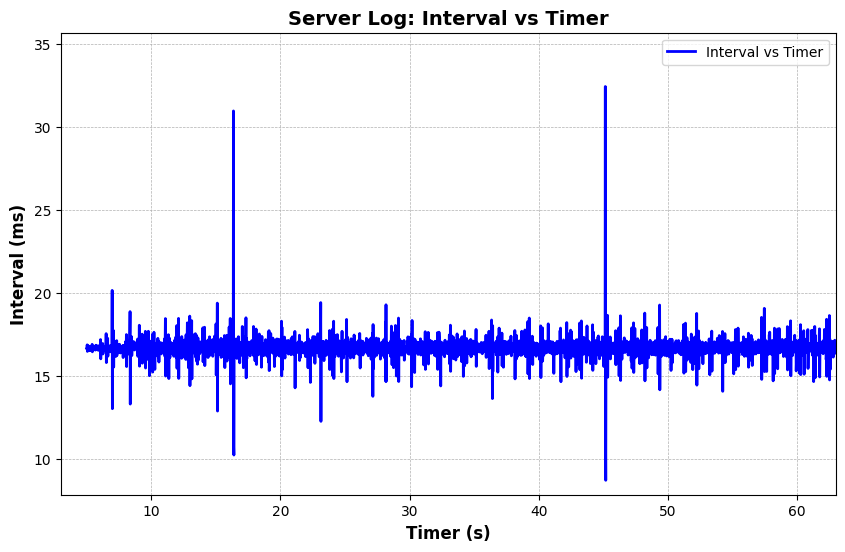 Server Log: Interval vs Timer
Interval vs Timer
Interval (ms)
35
30
25
20
15
10
10 20 30 40 50 60
Timer (s)